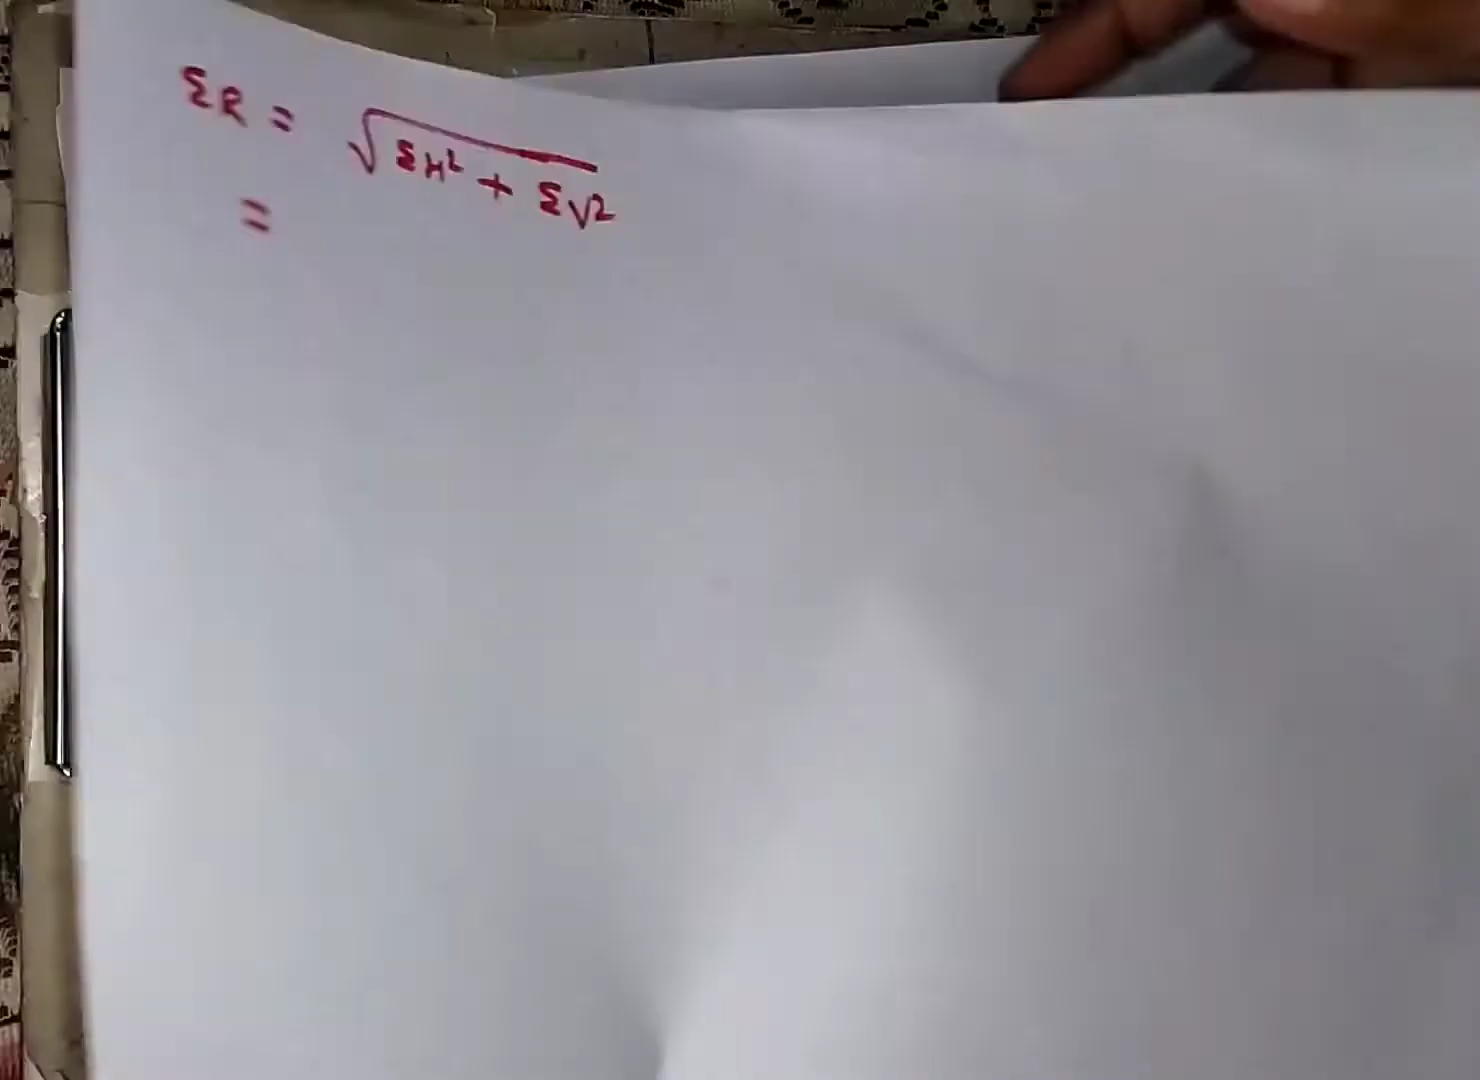 ΣR = √ΣH² + ΣV²
=